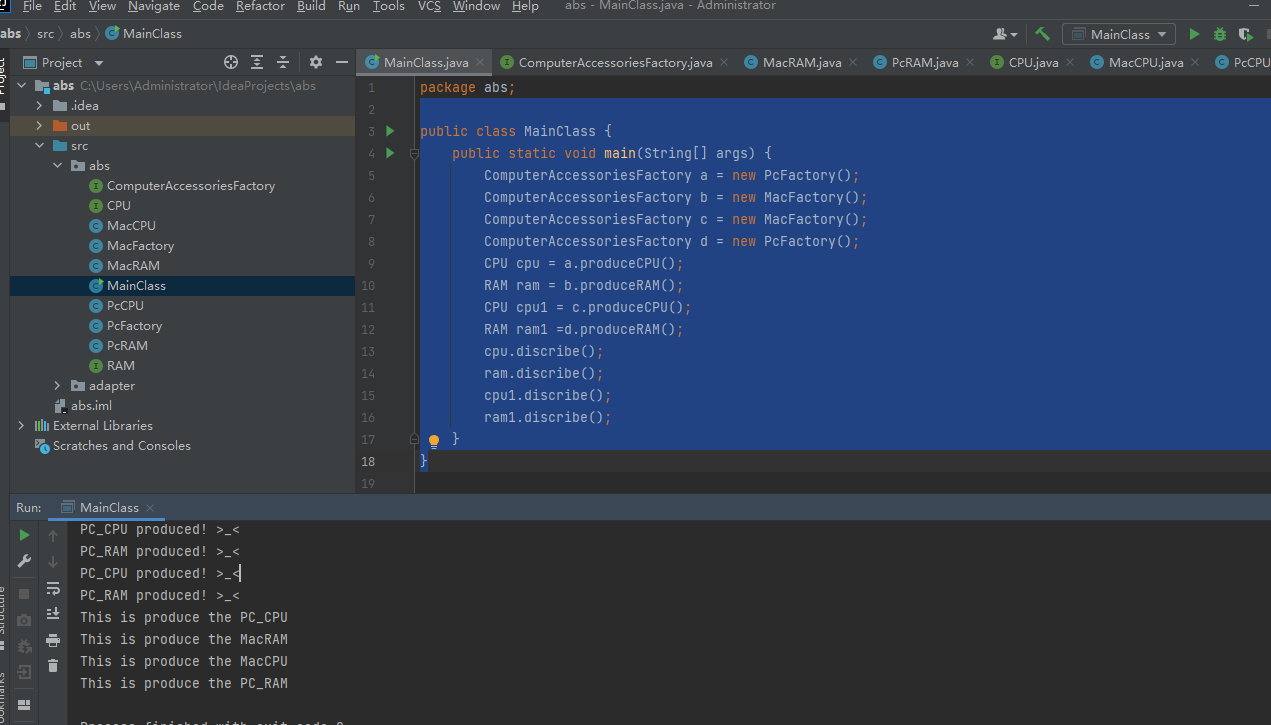 File Edit View Navigate Code Refactor Build Run Tools VCS Window Help abs - MainClass.java - Administrator
abs src abs MainClass MainClass
Project MainClass.java ComputerAccessoriesFactory.java MacRAM.java PcRAM.java CPU.java MacCPU.java PcCPU
abs C:\Users\Administrator\IdeaProjects\abs
.idea
out
src
abs
ComputerAccessoriesFactory
CPU
MacCPU
MacFactory
MacRAM
MainClass
PcCPU
PcFactory
PcRAM
RAM
adapter
abs.iml
External Libraries
Scratches and Consoles
1 package abs;
2
3 public class MainClass {
4 public static void main(String[] args) {
5 ComputerAccessoriesFactory a = new PcFactory();
6 ComputerAccessoriesFactory b = new MacFactory();
7 ComputerAccessoriesFactory c = new MacFactory();
8 ComputerAccessoriesFactory d = new PcFactory();
9 CPU cpu = a.produceCPU();
10 RAM ram = b.produceRAM();
11 CPU cpu1 = c.produceCPU();
12 RAM ram1 =d.produceRAM();
13 cpu.discribe();
14 ram.discribe();
15 cpu1.discribe();
16 ram1.discribe();
17 }
18 }
19
Run: MainClass
PC_CPU produced! >_<
PC_RAM produced! >_<
PC_CPU produced! >_<
PC_RAM produced! >_<
This is produce the PC_CPU
This is produce the MacRAM
This is produce the MacCPU
This is produce the PC_RAM
Process finished with exit code 0